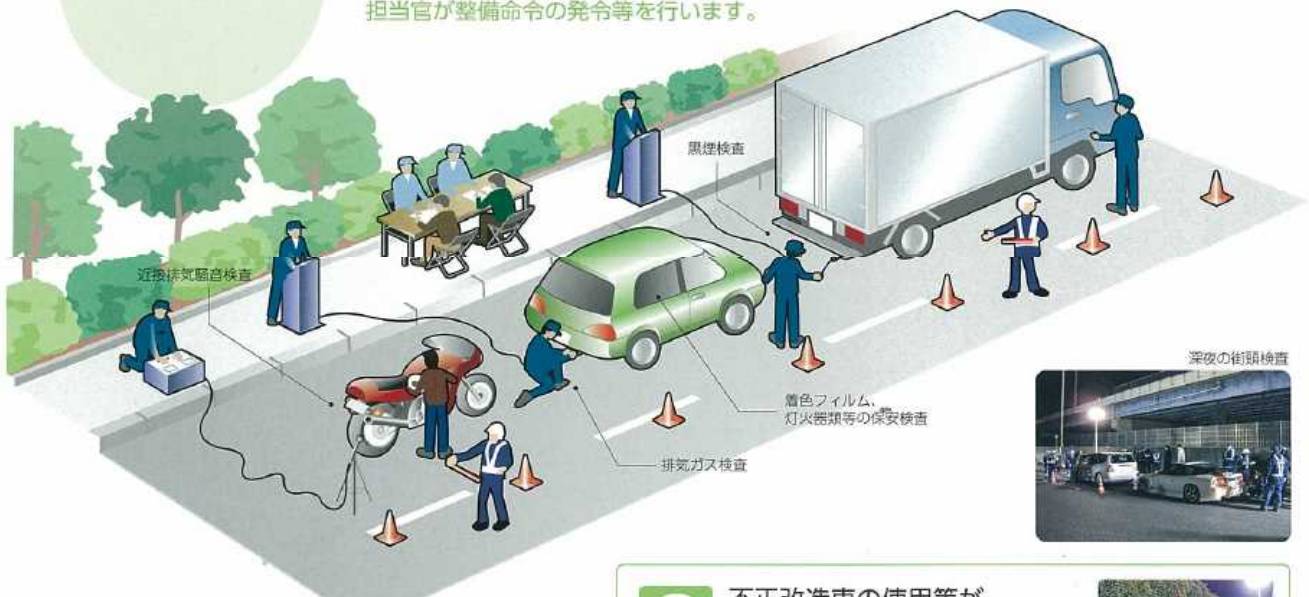 担当官が整備命令の発令等を行います。
黒煙検査
近接排気騒音検査
深夜の街頭検査
着色フィルム、
灯火器類等の保安検査
排気ガス検査
不正改造車の使用等が